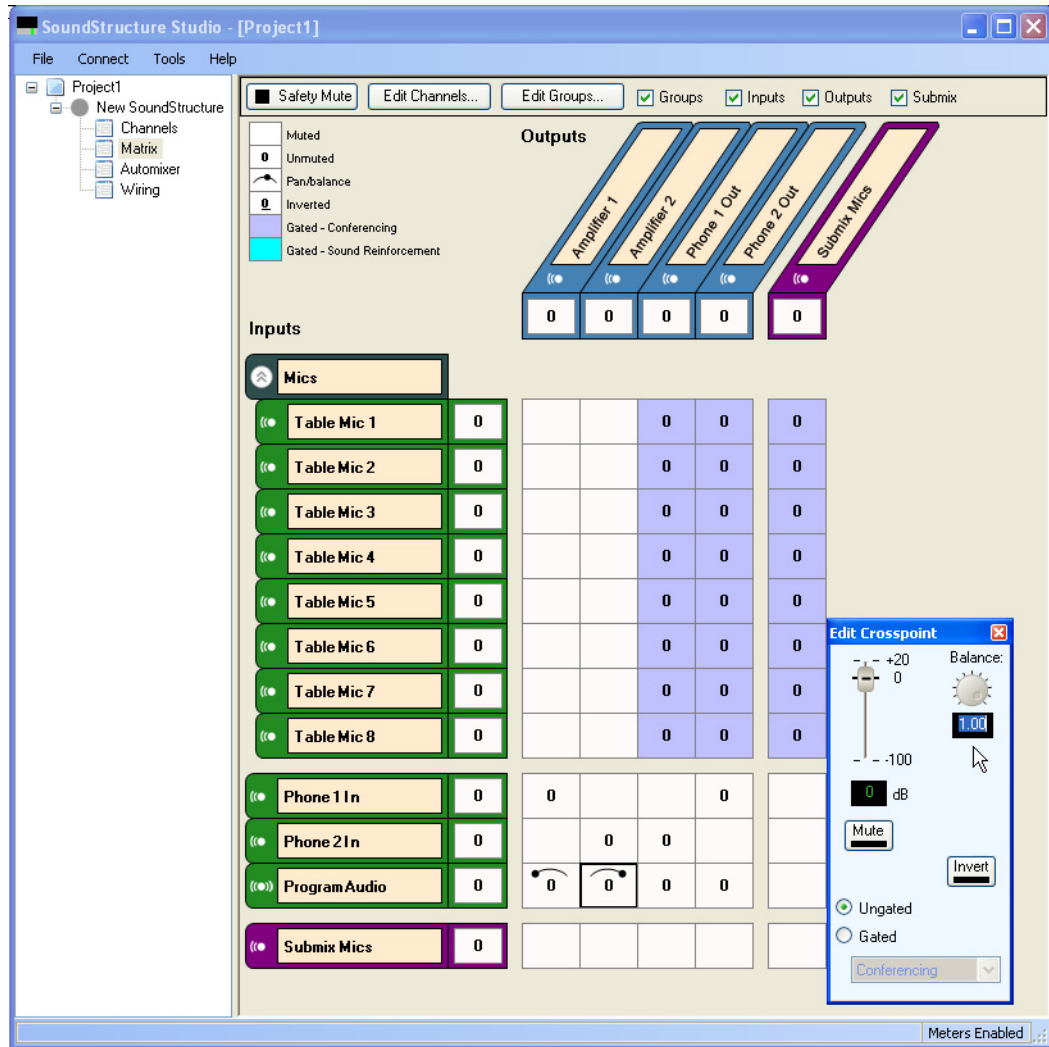 SoundStructure Studio - [Project1]
File Connect Tools Help
Project1
New SoundStructure
Channels
Matrix
Automixer
Wiring
Safety Mute Edit Channels... Edit Groups... Groups Inputs Outputs Submix
Muted
0 Unmuted
Pan/balance
0 Inverted
Gated - Conferencing
Gated - Sound Reinforcement
Outputs
Amplifier 1
Amplifier 2
Phone 1 Out
Phone 2 Out
Submix Mics
0 0 0 0 0
Inputs
Mics
Table Mic 1 0 0 0 0
Table Mic 2 0 0 0 0
Table Mic 3 0 0 0 0
Table Mic 4 0 0 0 0
Table Mic 5 0 0 0 0
Table Mic 6 0 0 0 0
Table Mic 7 0 0 0 0
Table Mic 8 0 0 0 0
Phone 1 In 0 0 0
Phone 2 In 0 0 0
Program Audio 0 0 0 0 0
Submix Mics 0
Edit Crosspoint
+20 Balance:
0
1.00
-100
0 dB
Mute
Invert
Ungated
Gated
Conferencing
Meters Enabled